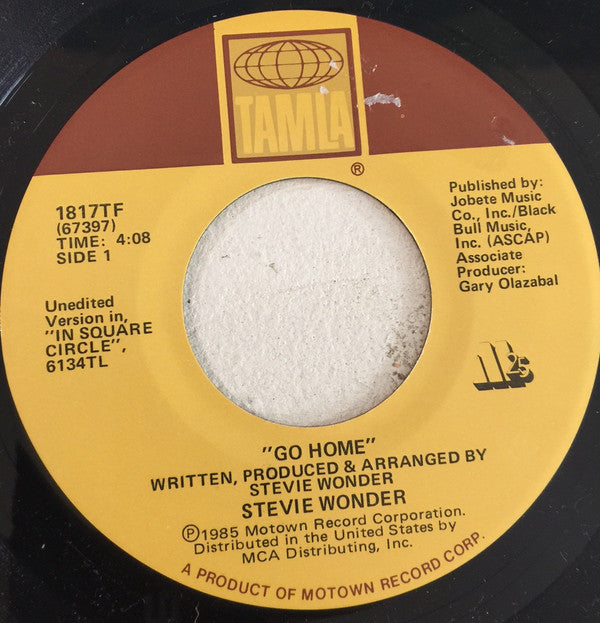 TAMLA
®
1817TF
(67397)
TIME: 4:08
SIDE 1
Unedited
Version in,
"IN SQUARE
CIRCLE",
6134TL
Published by:
Jobete Music
Co., Inc./Black
Bull Music,
Inc. (ASCAP)
Associate
Producer:
Gary Olazabal
M25
"GO HOME"
WRITTEN, PRODUCED & ARRANGED BY
STEVIE WONDER
STEVIE WONDER
℗1985 Motown Record Corporation.
Distributed in the United States by
MCA Distributing, Inc.
A PRODUCT OF MOTOWN RECORD CORP.